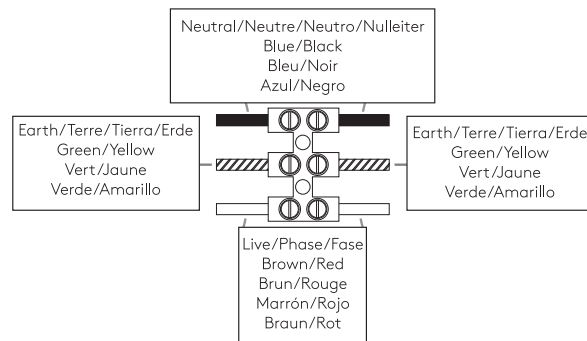 Neutral/Neutre/Neutro/Nulleiter
Blue/Black
Bleu/Noir
Azul/Negro
Earth/Terre/Tierra/Erde
Green/Yellow
Vert/Jaune
Verde/Amarillo
Earth/Terre/Tierra/Erde
Green/Yellow
Vert/Jaune
Verde/Amarillo
Live/Phase/Fase
Brown/Red
Brun/Rouge
Marrón/Rojo
Braun/Rot